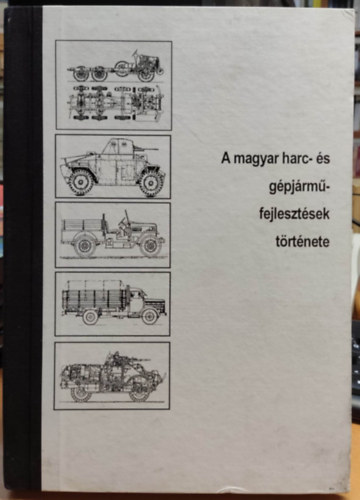 A magyar harc- és
gépjármű-
fejlesztések
története